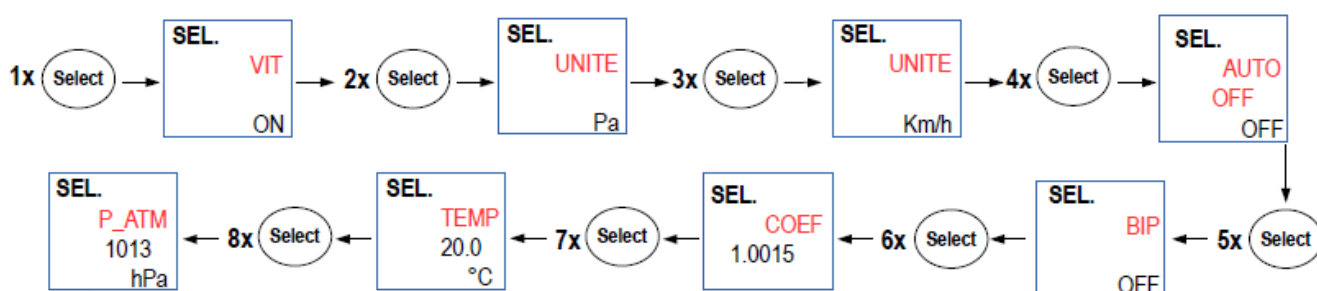 1x Select
SEL.
VIT
ON
2x Select
SEL.
UNITE
Pa
3x Select
SEL.
UNITE
Km/h
4x Select
SEL.
AUTO
OFF
OFF
5x Select
SEL.
BIP
OFF
6x Select
SEL.
COEF
1.0015
7x Select
SEL.
TEMP
20.0
°C
8x Select
SEL.
P_ATM
1013
hPa